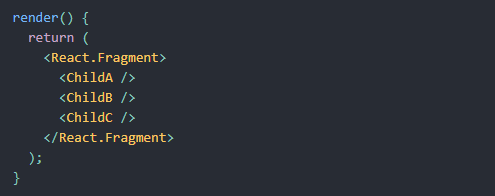 render() {
  return (
    <React.Fragment>
      <ChildA />
      <ChildB />
      <ChildC />
    </React.Fragment>
  );
}